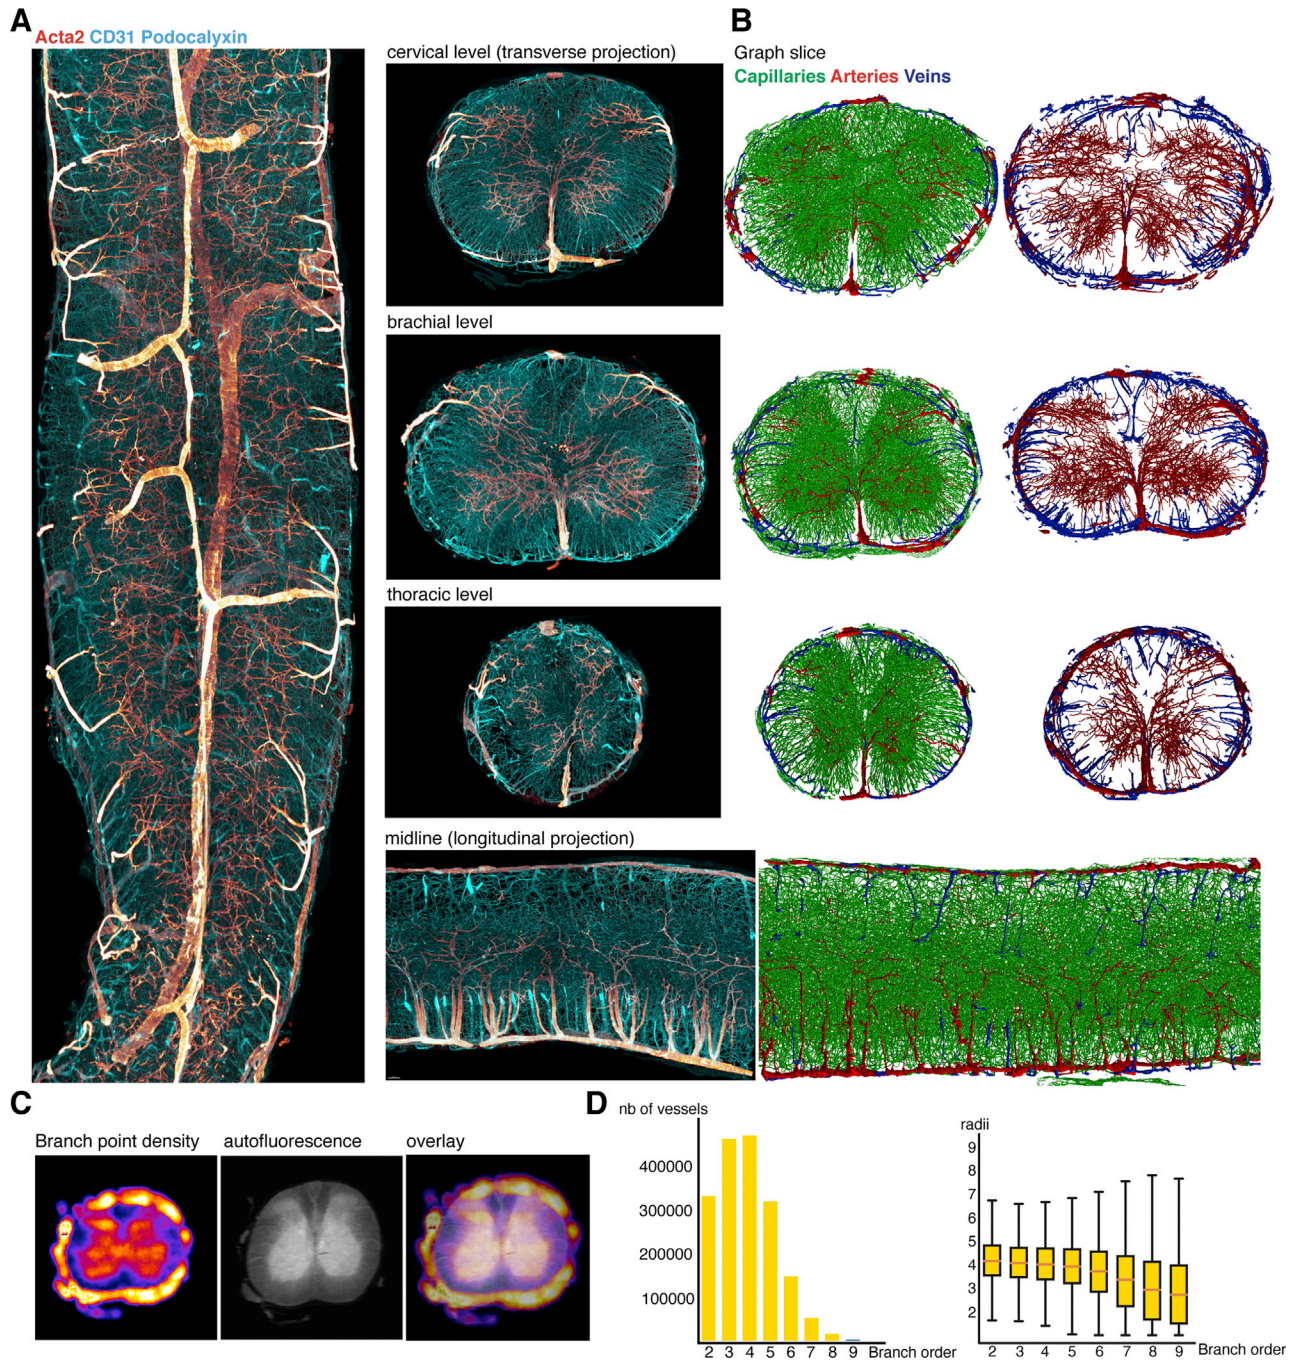 A
Acta2 CD31 Podocalyxin
cervical level (transverse projection)
brachial level
thoracic level
midline (longitudinal projection)
B
Graph slice
Capillaries Arteries Veins
C
Branch point density
autofluorescence
overlay
D
nb of vessels
400000
300000
200000
100000
2 3 4 5 6 7 8 9 Branch order
radii
9
8
7
6
5
4
3
2
2 3 4 5 6 7 8 9 Branch order